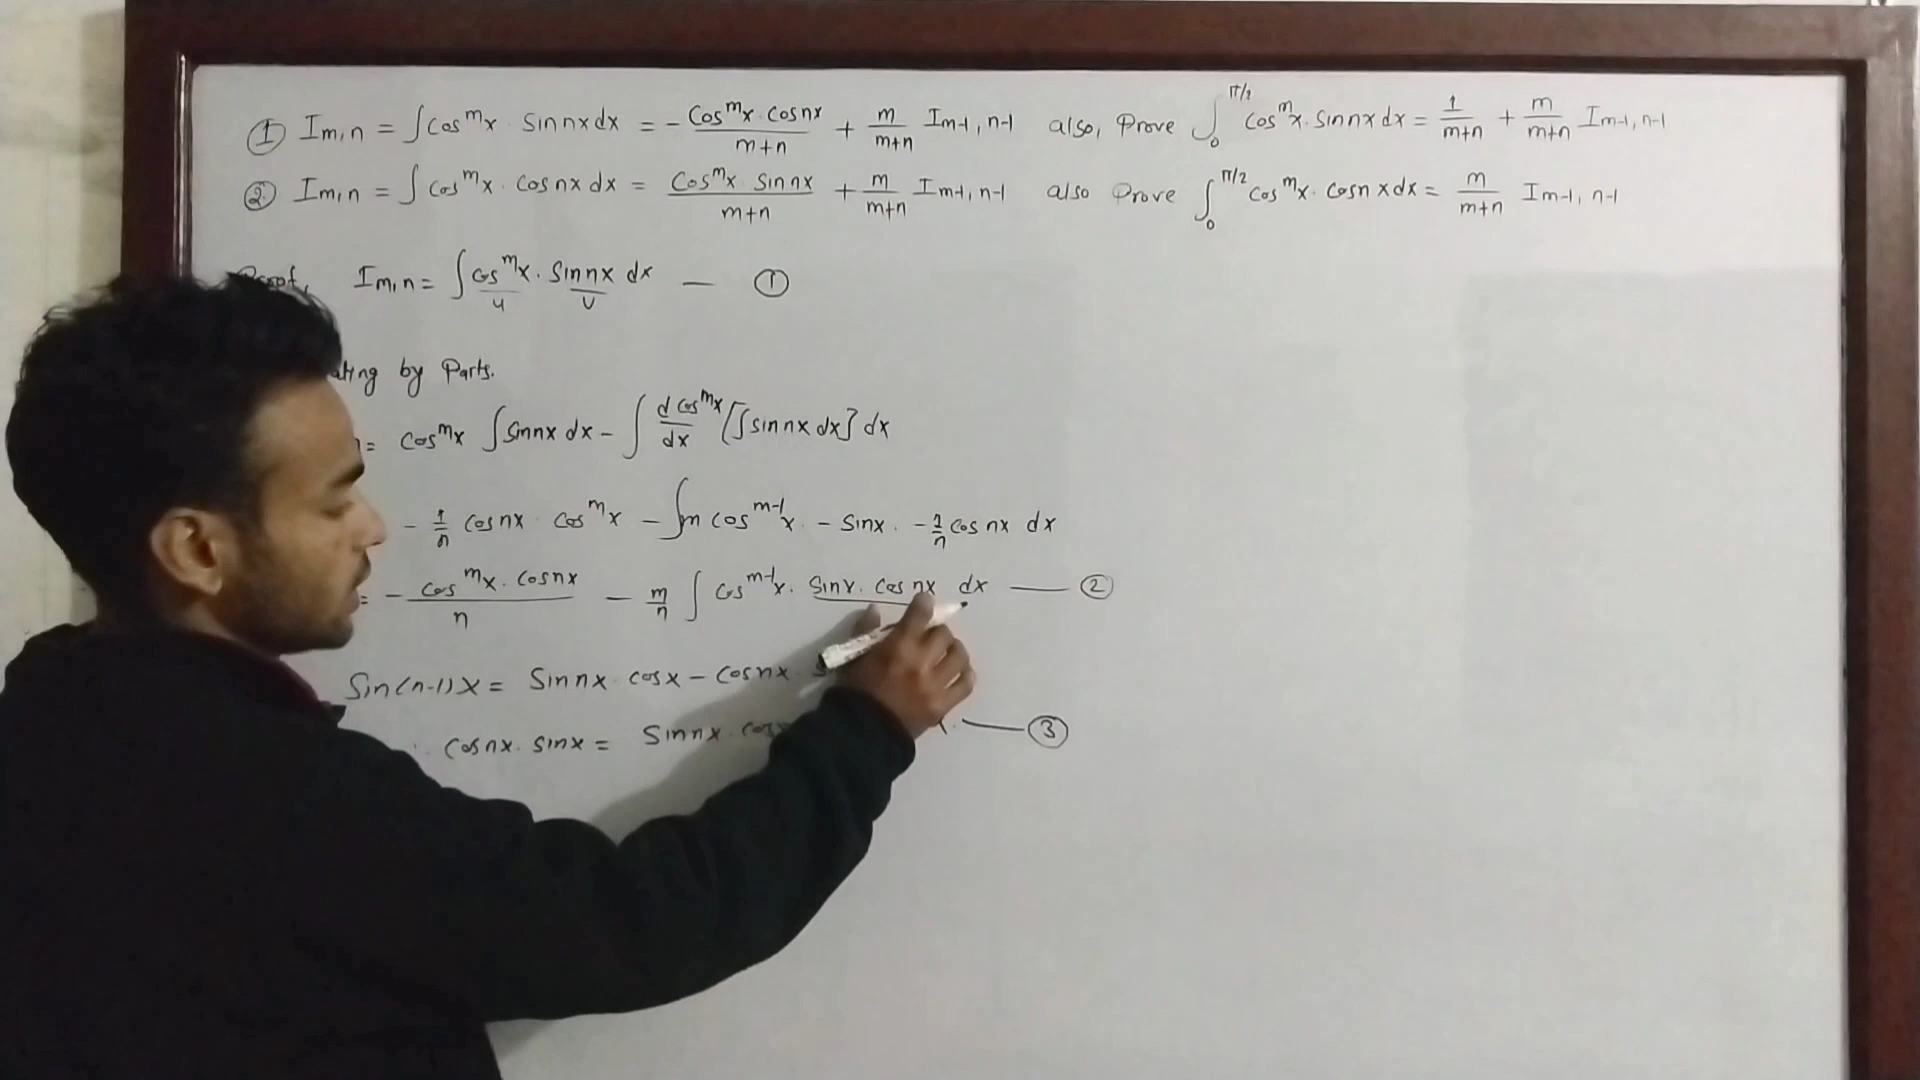 ① Im,n = ∫cos^m x · sin nx dx = - cos^m x · cos nx / m+n + m/m+n Im-1, n-1 also, Prove ∫₀^π/2 cos^m x · sin nx dx = 1/m+n + m/m+n Im-1, n-1
② Im,n = ∫cos^m x · cos nx dx = cos^m x · sin nx / m+n + m/m+n Im-1, n-1 also Prove ∫₀^π/2 cos^m x · cos n x dx = m/m+n Im-1, n-1
Im,n = ∫cos^m x · sin nx dx — ①
u v
by Parts.
= cos^m x ∫sin nx dx - ∫ d cos^m x / dx [∫sin nx dx] dx
- 1/n cos nx · cos^m x - ∫m cos^m-1 x · - sin x · - 1/n cos nx dx
= - cos^m x · cos nx / n - m/n ∫ cos^m-1 x · sin x · cos nx dx — ②
Sin(n-1)x = Sin nx · cos x - cos nx ·
cos nx · sin x = Sin nx · — ③